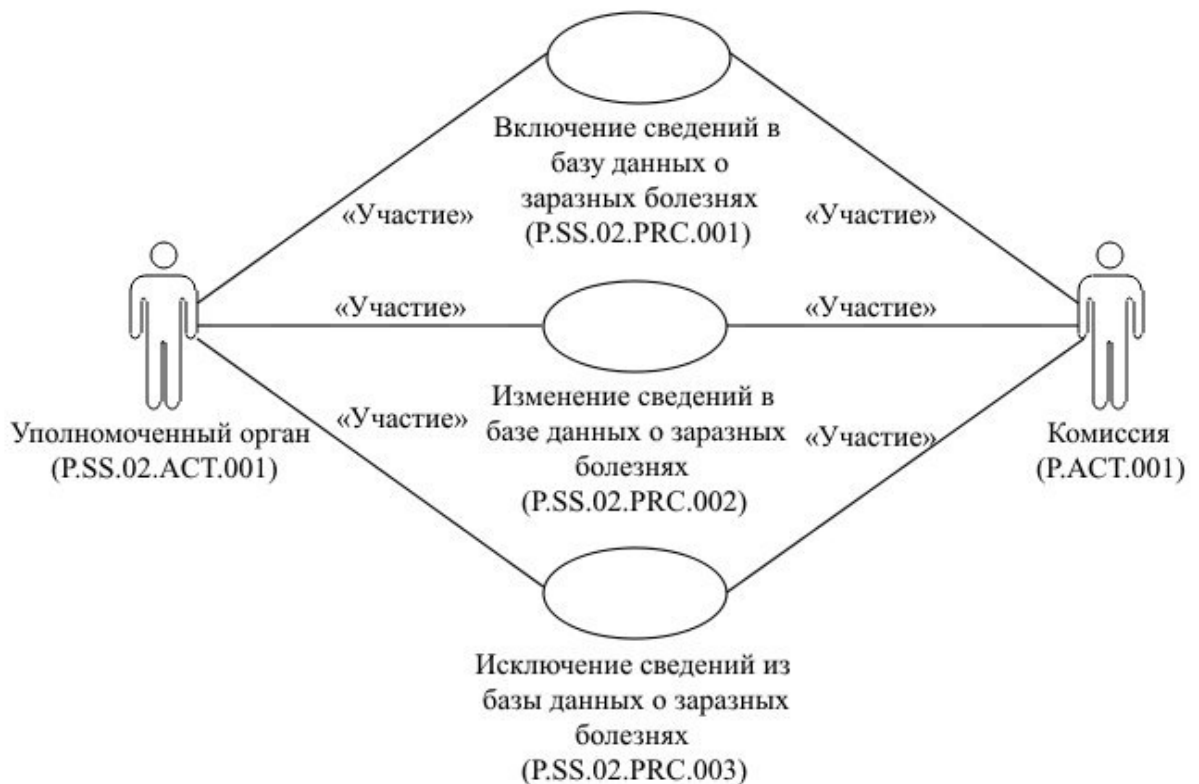 Включение сведений в
базу данных о
заразных болезнях
(P.SS.02.PRC.001)
«Участие»
«Участие»
«Участие»
«Участие»
Изменение сведений в
базе данных о заразных
болезнях
(P.SS.02.PRC.002)
«Участие»
«Участие»
Уполномоченный орган
(P.SS.02.ACT.001)
Комиссия
(P.ACT.001)
Исключение сведений из
базы данных о заразных
болезнях
(P.SS.02.PRC.003)